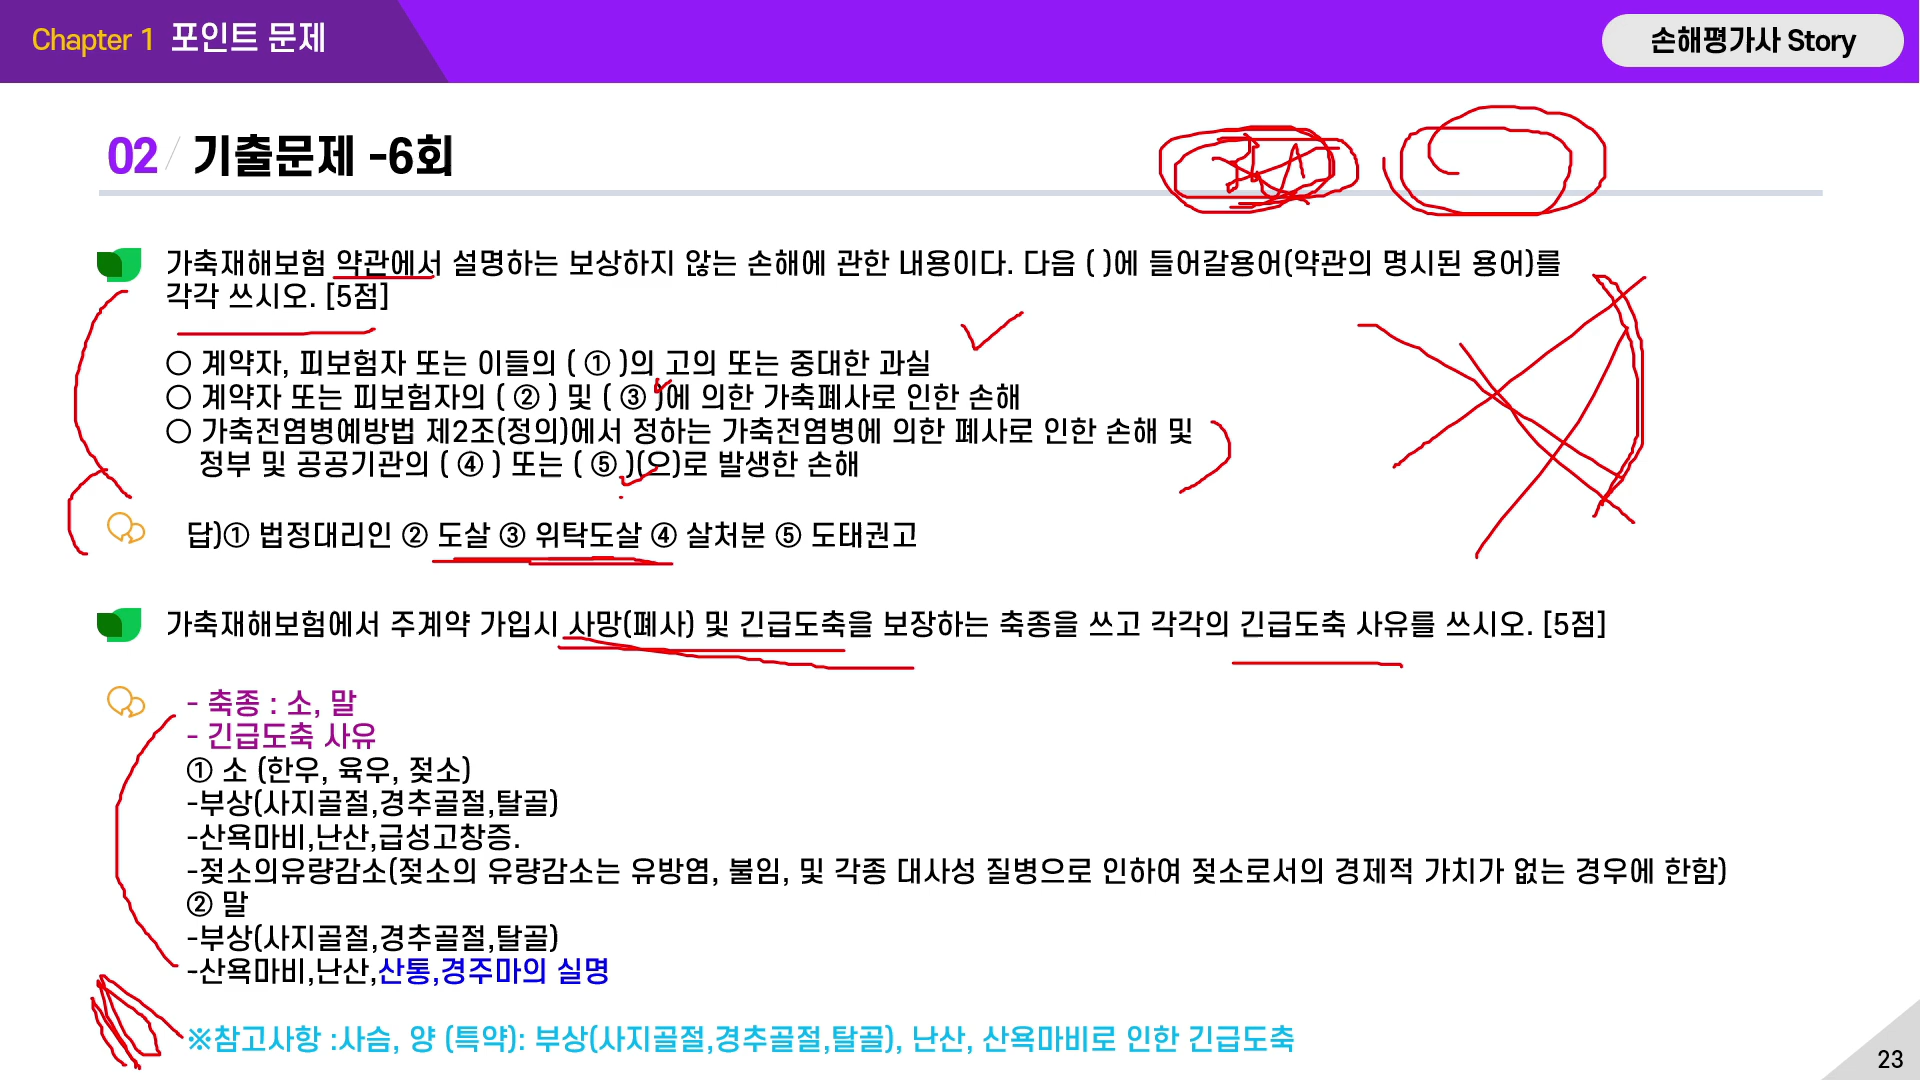 Chapter 1 포인트 문제
손해평가사 Story
02 / 기출문제 -6회
가축재해보험 약관에서 설명하는 보상하지 않는 손해에 관한 내용이다. 다음 ( )에 들어갈용어(약관의 명시된 용어)를
각각 쓰시오. [5점]
○ 계약자, 피보험자 또는 이들의 ( ① )의 고의 또는 중대한 과실
○ 계약자 또는 피보험자의 ( ② ) 및 ( ③ )에 의한 가축폐사로 인한 손해
○ 가축전염병예방법 제2조(정의)에서 정하는 가축전염병에 의한 폐사로 인한 손해 및
정부 및 공공기관의 ( ④ ) 또는 ( ⑤ )(으)로 발생한 손해
답)① 법정대리인 ② 도살 ③ 위탁도살 ④ 살처분 ⑤ 도태권고
가축재해보험에서 주계약 가입시 사망(폐사) 및 긴급도축을 보장하는 축종을 쓰고 각각의 긴급도축 사유를 쓰시오. [5점]
- 축종 : 소, 말
- 긴급도축 사유
① 소 (한우, 육우, 젖소)
-부상(사지골절,경추골절,탈골)
-산욕마비,난산,급성고창증.
-젖소의유량감소(젖소의 유량감소는 유방염, 불임, 및 각종 대사성 질병으로 인하여 젖소로서의 경제적 가치가 없는 경우에 한함)
② 말
-부상(사지골절,경추골절,탈골)
-산욕마비,난산,산통,경주마의 실명
※참고사항 :사슴, 양 (특약): 부상(사지골절,경추골절,탈골), 난산, 산욕마비로 인한 긴급도축
23